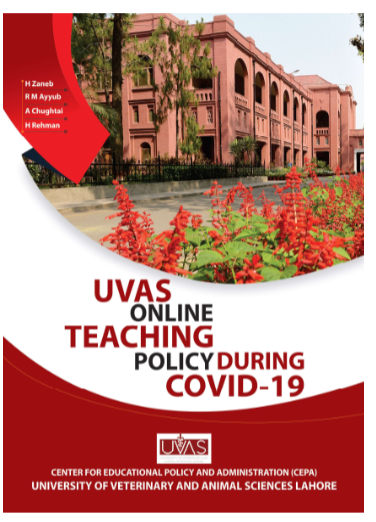 H Zaneb
R M Ayyub
A Chughtai
H Rehman
UVAS
ONLINE
TEACHING
POLICY DURING
COVID-19
UVAS
CENTER FOR EDUCATIONAL POLICY AND ADMINISTRATION (CEPA)
UNIVERSITY OF VETERINARY AND ANIMAL SCIENCES LAHORE